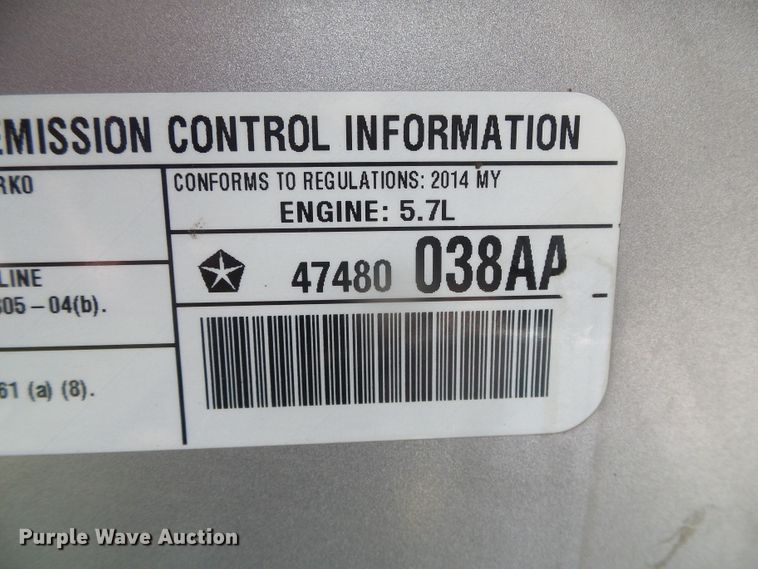 EMISSION CONTROL INFORMATION
RKO
CONFORMS TO REGULATIONS: 2014 MY
ENGINE: 5.7L
LINE
805 – 04(b).
47480 038AA
61 (a) (8).
Purple Wave Auction